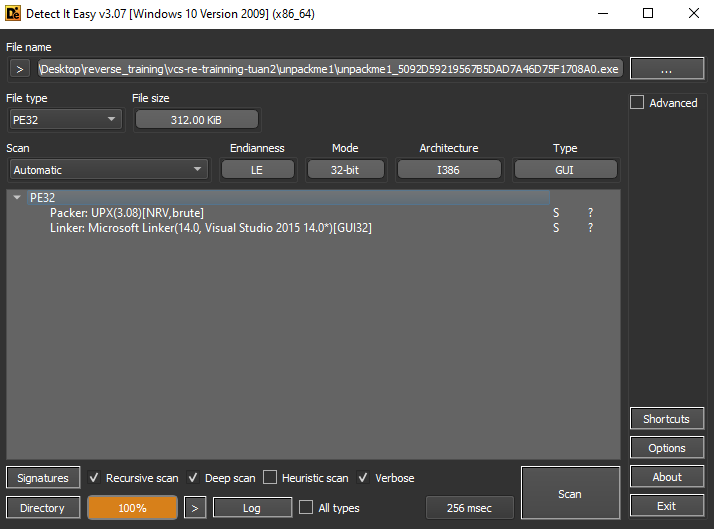 Detect It Easy v3.07 [Windows 10 Version 2009] (x86_64)
File name
> \Desktop\reverse_training\vcs-re-trainning-tuan2\unpackme1\unpackme1_5092D59219567B5DAD7A46D75F1708A0.exe ...
File type File size
PE32 312.00 KiB
Advanced
Scan Endianness Mode Architecture Type
Automatic LE 32-bit I386 GUI
PE32
Packer: UPX(3.08)[NRV,brute] S ?
Linker: Microsoft Linker(14.0, Visual Studio 2015 14.0*)[GUI32] S ?
Shortcuts
Options
Signatures Recursive scan Deep scan Heuristic scan Verbose
About
Directory 100% > Log All types 256 msec Scan
Exit